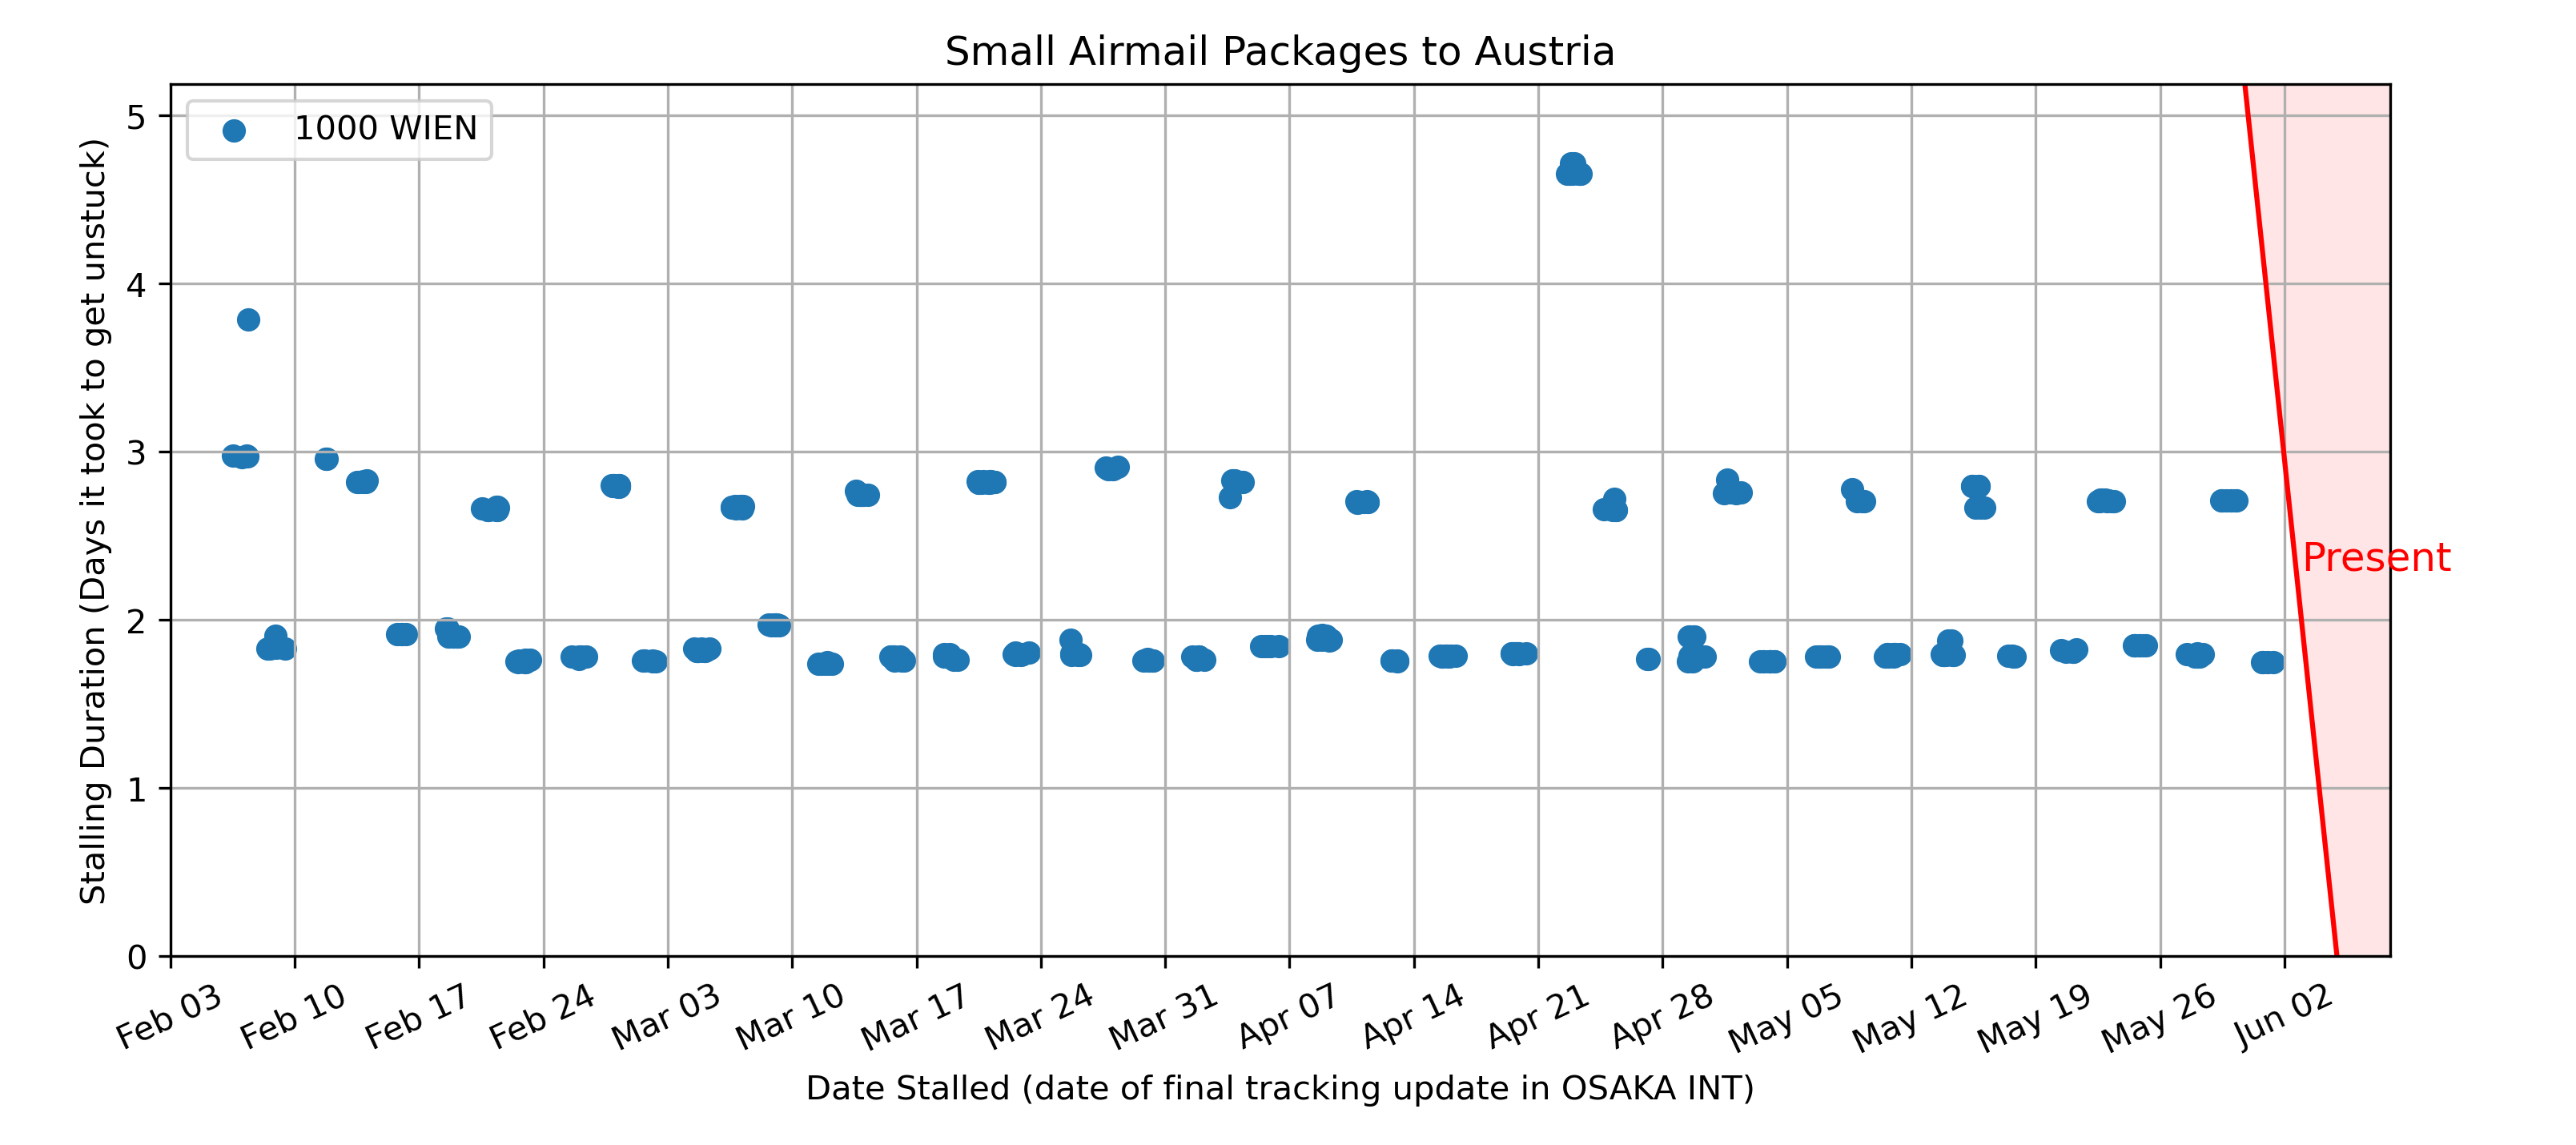 Small Airmail Packages to Austria
1000 WIEN
Stalling Duration (Days it took to get unstuck)
5
4
3
2
1
0
Present
Feb 03
Feb 10
Feb 17
Feb 24
Mar 03
Mar 10
Mar 17
Mar 24
Mar 31
Apr 07
Apr 14
Apr 21
Apr 28
May 05
May 12
May 19
May 26
Jun 02
Date Stalled (date of final tracking update in OSAKA INT)